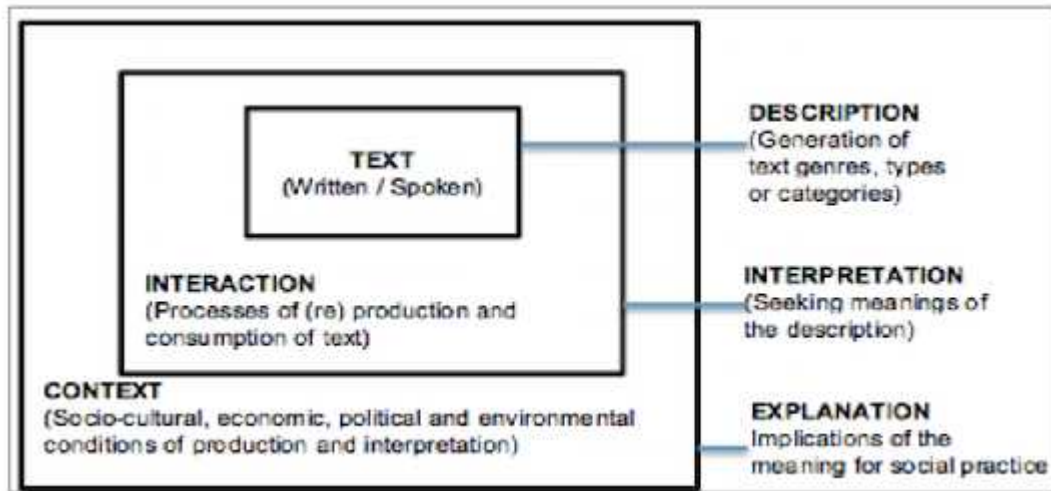 TEXT
(Written / Spoken)
INTERACTION
(Processes of (re) production and
consumption of text)
CONTEXT
(Socio-cultural, economic, political and environmental
conditions of production and interpretation)
DESCRIPTION
(Generation of
text genres, types
or categories)
INTERPRETATION
(Seeking meanings of
the description)
EXPLANATION
Implications of the
meaning for social practice